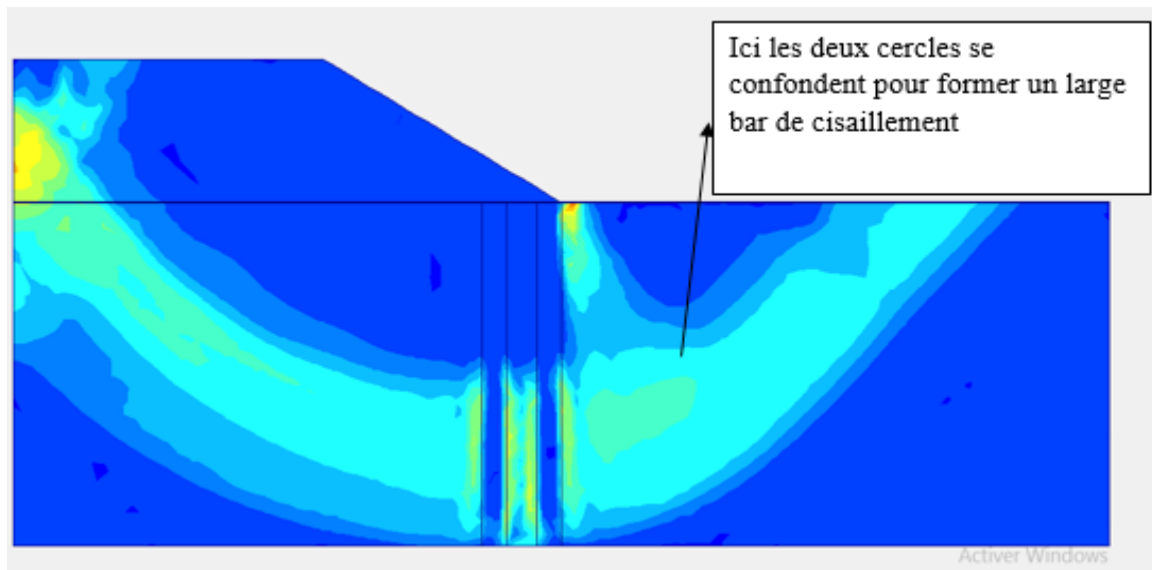 Ici les deux cercles se
confondent pour former un large
bar de cisaillement
Activer Windows